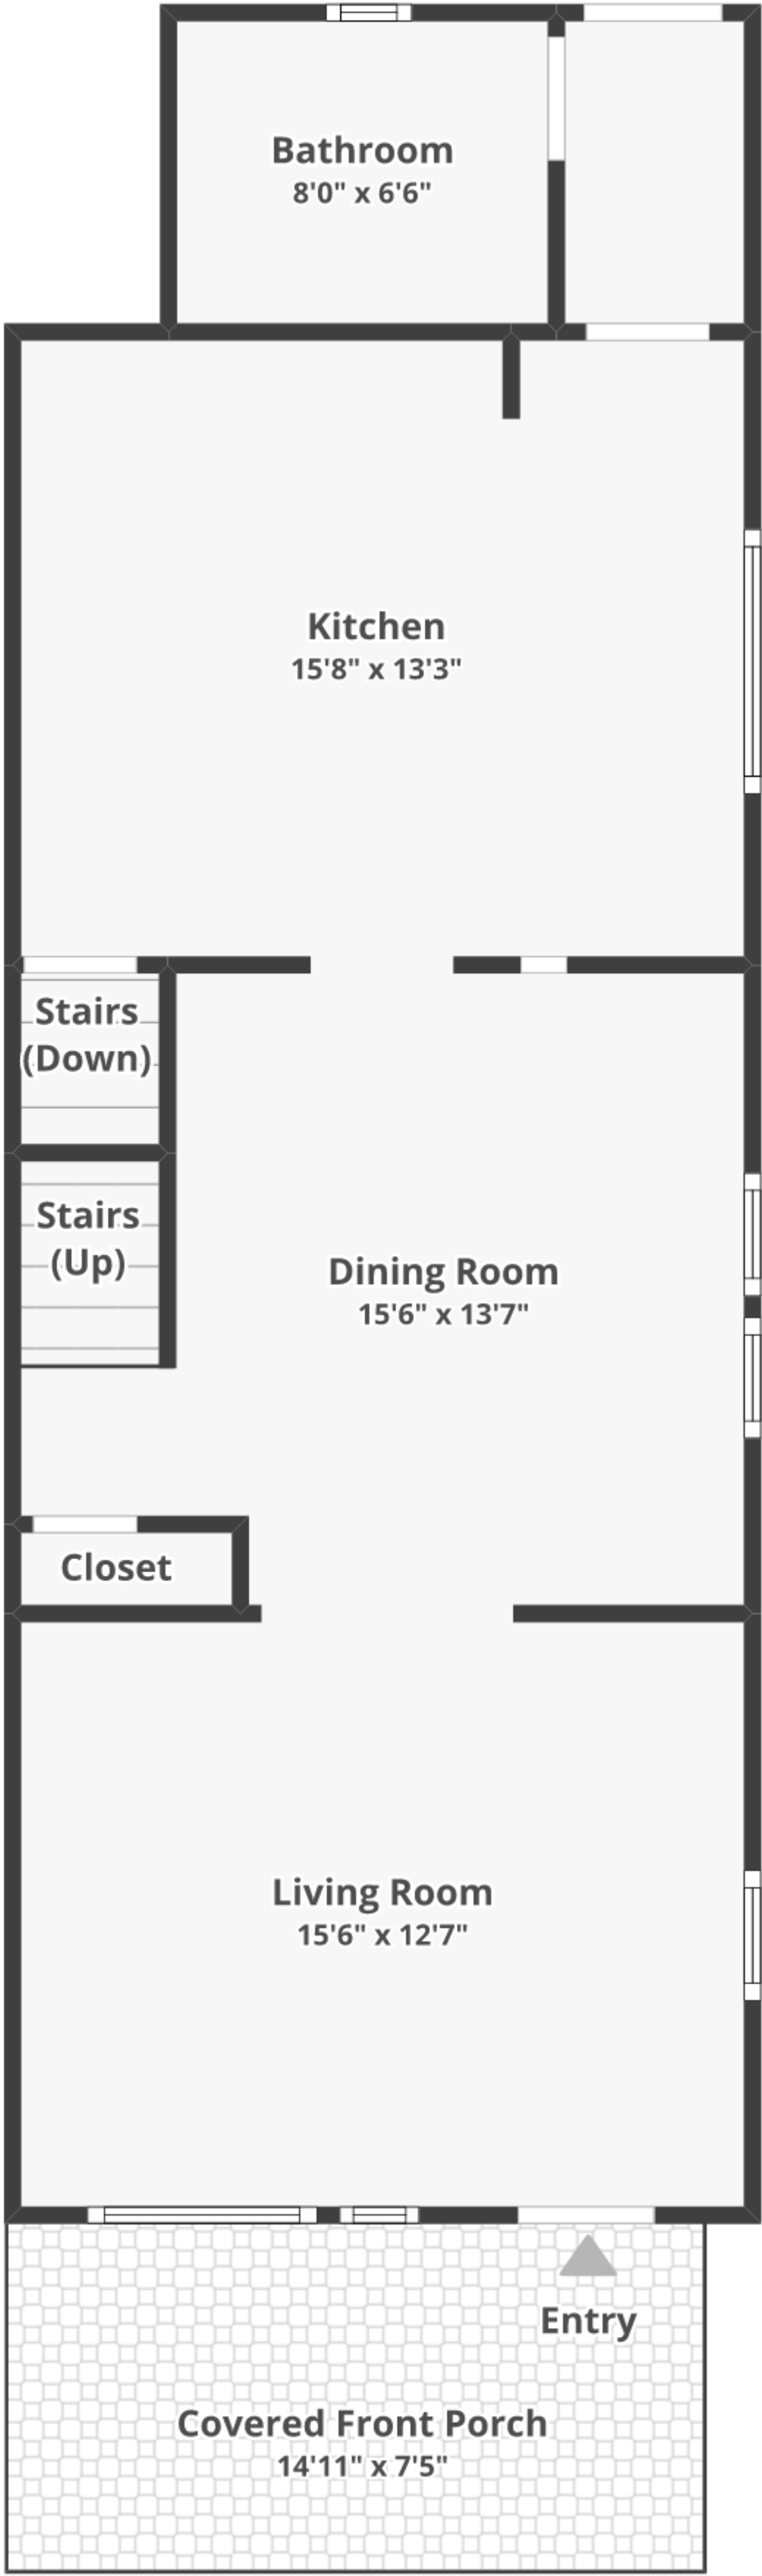 Bathroom
8'0" x 6'6"
Kitchen
15'8" x 13'3"
Stairs
(Down)
Stairs
(Up)
Dining Room
15'6" x 13'7"
Closet
Living Room
15'6" x 12'7"
Entry
Covered Front Porch
14'11" x 7'5"